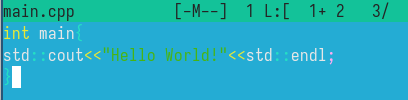 main.cpp [-M--] 1 L:[ 1+ 2 3/
int main{
std::cout<<"Hello World!"<<std::endl;
}